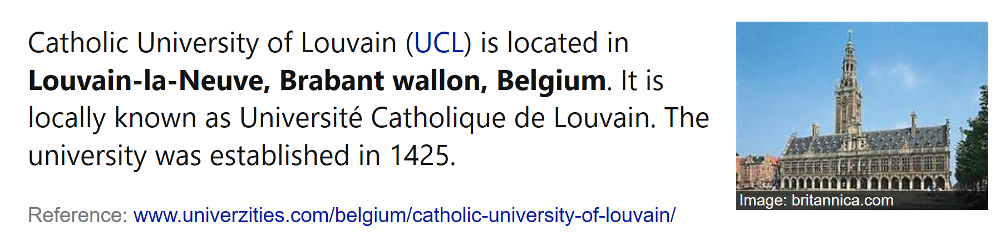 Catholic University of Louvain (UCL) is located in
Louvain-la-Neuve, Brabant wallon, Belgium. It is
locally known as Université Catholique de Louvain. The
university was established in 1425.
Reference: www.univerzities.com/belgium/catholic-university-of-louvain/
Image: britannica.com